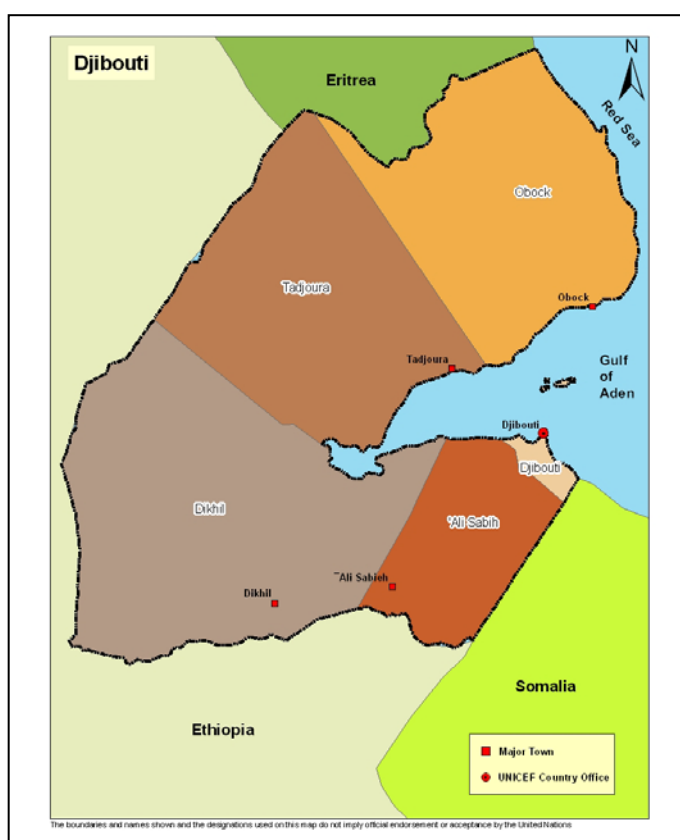 Djibouti
N
Eritrea
Red Sea
Obock
Tadjoura
Obock
Tadjoura
Gulf
of
Aden
Djibouti
Djibouti
'Ali Sabih
Dikhil
¯Ali Sabieh
Dikhil
Somalia
Ethiopia
Major Town
UNICEF Country Office
The boundaries and names shown and the designations used on this map do not imply official endorsement or acceptance by the United Nations